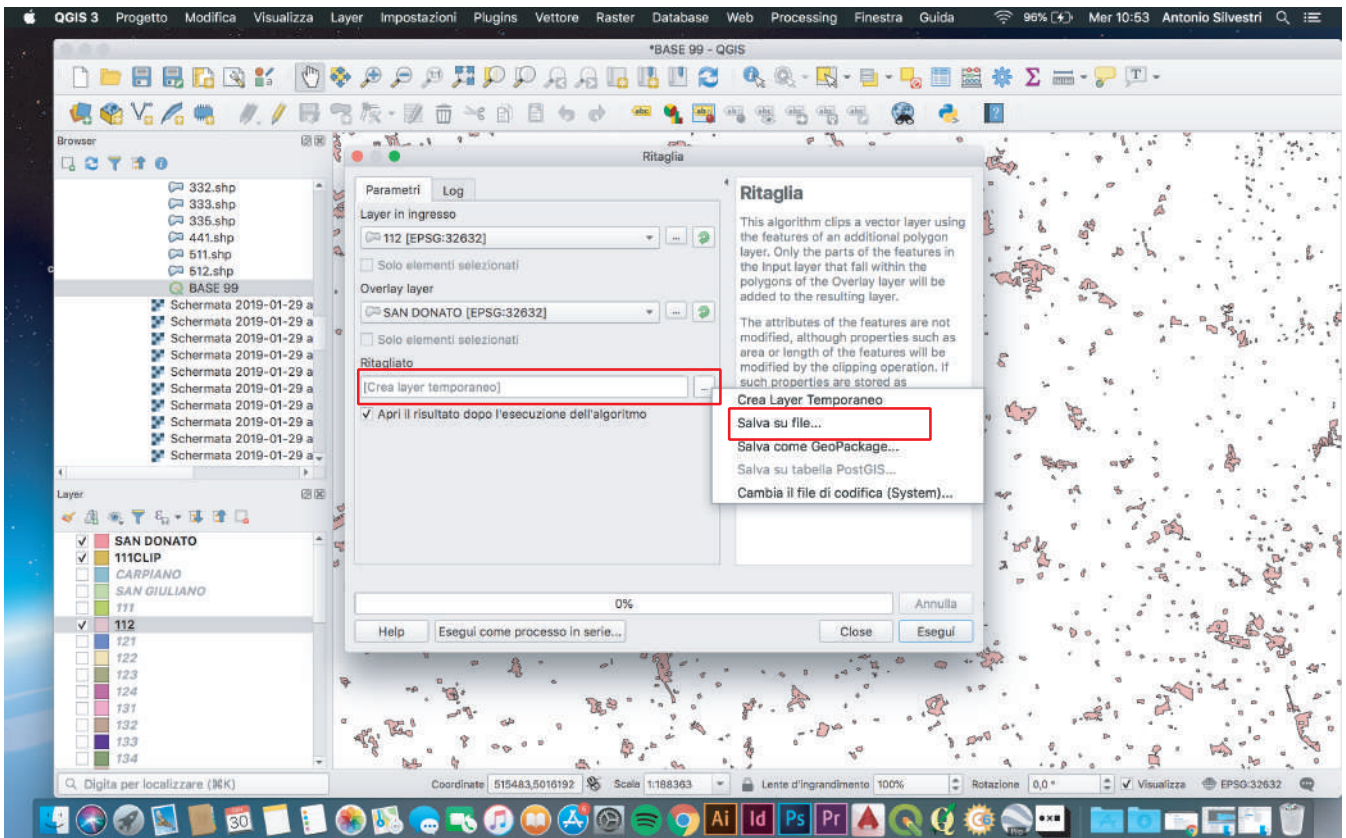 QGIS 3 Progetto Modifica Visualizza Layer Impostazioni Plugins Vettore Raster Database Web Processing Finestra Guida 96% Mer 10:53 Antonio Silvestri
*BASE 99 - QGIS
Browser
332.shp
333.shp
335.shp
441.shp
511.shp
512.shp
BASE 99
Schermata 2019-01-29 a
Schermata 2019-01-29 a
Schermata 2019-01-29 a
Schermata 2019-01-29 a
Schermata 2019-01-29 a
Schermata 2019-01-29 a
Schermata 2019-01-29 a
Schermata 2019-01-29 a
Schermata 2019-01-29 a
Schermata 2019-01-29 a
Layer
SAN DONATO
111CLIP
CARPIANO
SAN GIULIANO
111
112
121
122
123
124
131
132
133
134
Ritaglia
Parametri Log
Layer in ingresso
112 [EPSG:32632]
Solo elementi selezionati
Overlay layer
SAN DONATO [EPSG:32632]
Solo elementi selezionati
Ritagliato
[Crea layer temporaneo]
Apri il risultato dopo l'esecuzione dell'algoritmo
Ritaglia
This algorithm clips a vector layer using
the features of an additional polygon
layer. Only the parts of the features in
the Input layer that fall within the
polygons of the Overlay layer will be
added to the resulting layer.
The attributes of the features are not
modified, although properties such as
area or length of the features will be
modified by the clipping operation. If
such properties are stored as
Crea Layer Temporaneo
Salva su file...
Salva come GeoPackage...
Salva su tabella PostGIS...
Cambia il file di codifica (System)...
0%
Annulla
Help
Esegui come processo in serie...
Close
Esegui
Digita per localizzare (⌘K)
Coordinate 515483,5016192 Scala 1:188363 Lente d'ingrandimento 100% Rotazione 0,0 ° Visualizza EPSG:32632
30
Ai Id Ps Pr